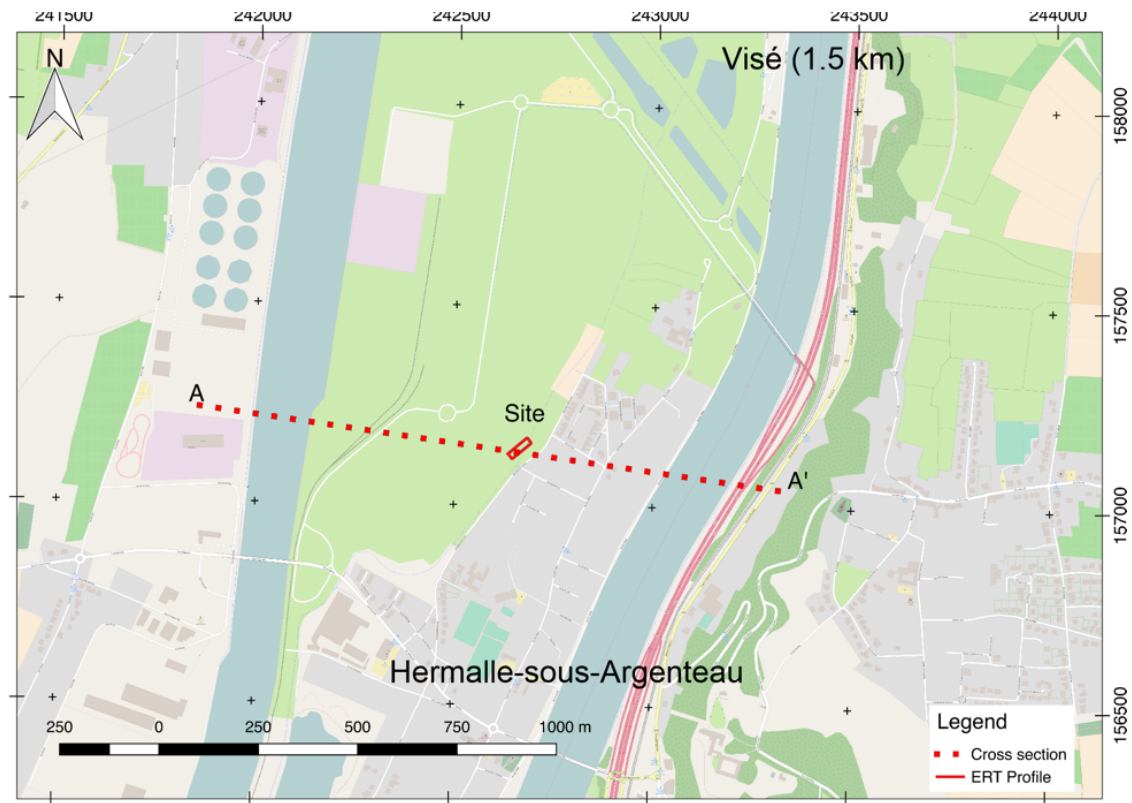 241500 242000 242500 243000 243500 244000
Visé (1.5 km)
N
158000
157500
A
Site
A'
157000
Hermalle-sous-Argenteau
156500
250 0 250 500 750 1000 m
Legend
Cross section
ERT Profile